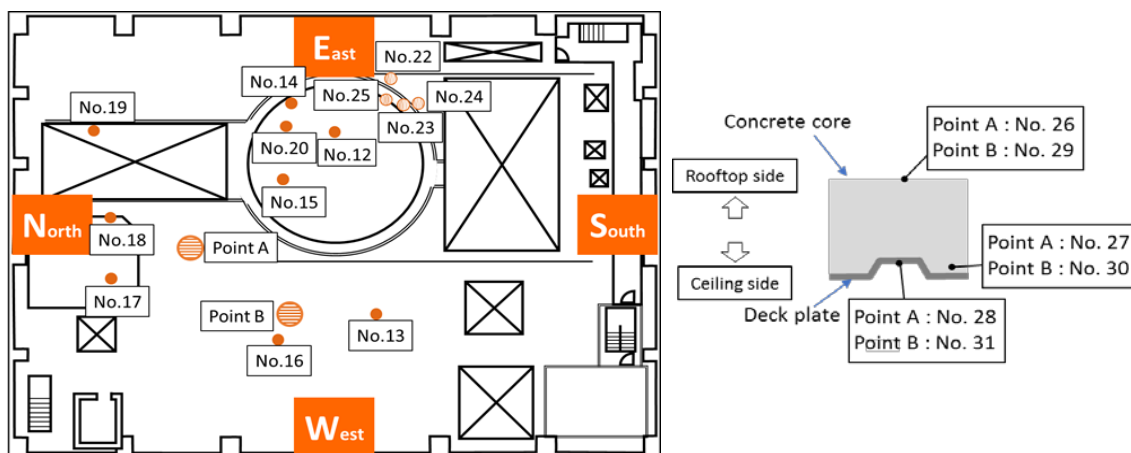 East
No.22
No.14
No.25
No.24
No.19
No.23
No.20
No.12
No.15
North
South
No.18
Point A
No.17
Point B
No.13
No.16
West
Concrete core
Point A : No. 26
Point B : No. 29
Rooftop side
Point A : No. 27
Point B : No. 30
Ceiling side
Deck plate
Point A : No. 28
Point B : No. 31